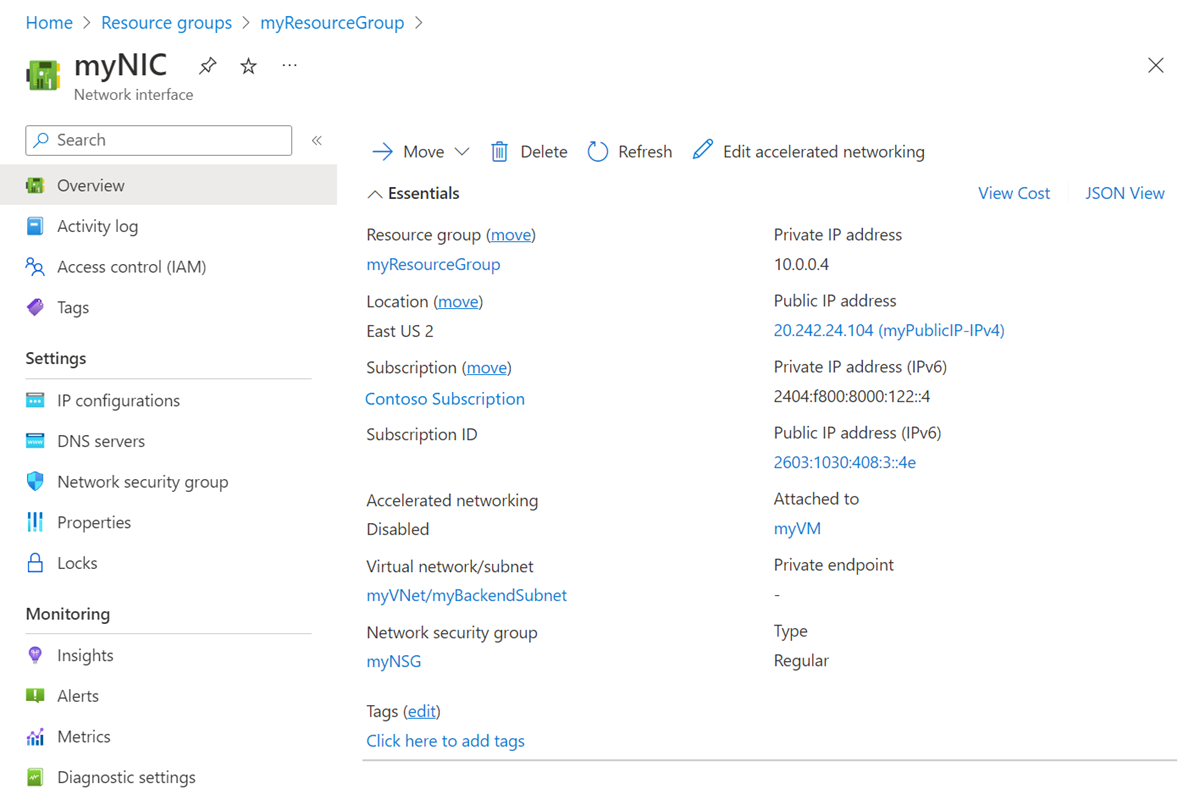 Home > Resource groups > myResourceGroup >
myNIC
Network interface
Search
Overview
Activity log
Access control (IAM)
Tags
Settings
IP configurations
DNS servers
Network security group
Properties
Locks
Monitoring
Insights
Alerts
Metrics
Diagnostic settings
Move Delete Refresh Edit accelerated networking
Essentials
View Cost JSON View
Resource group (move)
myResourceGroup
Location (move)
East US 2
Subscription (move)
Contoso Subscription
Subscription ID
Accelerated networking
Disabled
Virtual network/subnet
myVNet/myBackendSubnet
Network security group
myNSG
Private IP address
10.0.0.4
Public IP address
20.242.24.104 (myPublicIP-IPv4)
Private IP address (IPv6)
2404:f800:8000:122::4
Public IP address (IPv6)
2603:1030:408:3::4e
Attached to
myVM
Private endpoint
-
Type
Regular
Tags (edit)
Click here to add tags